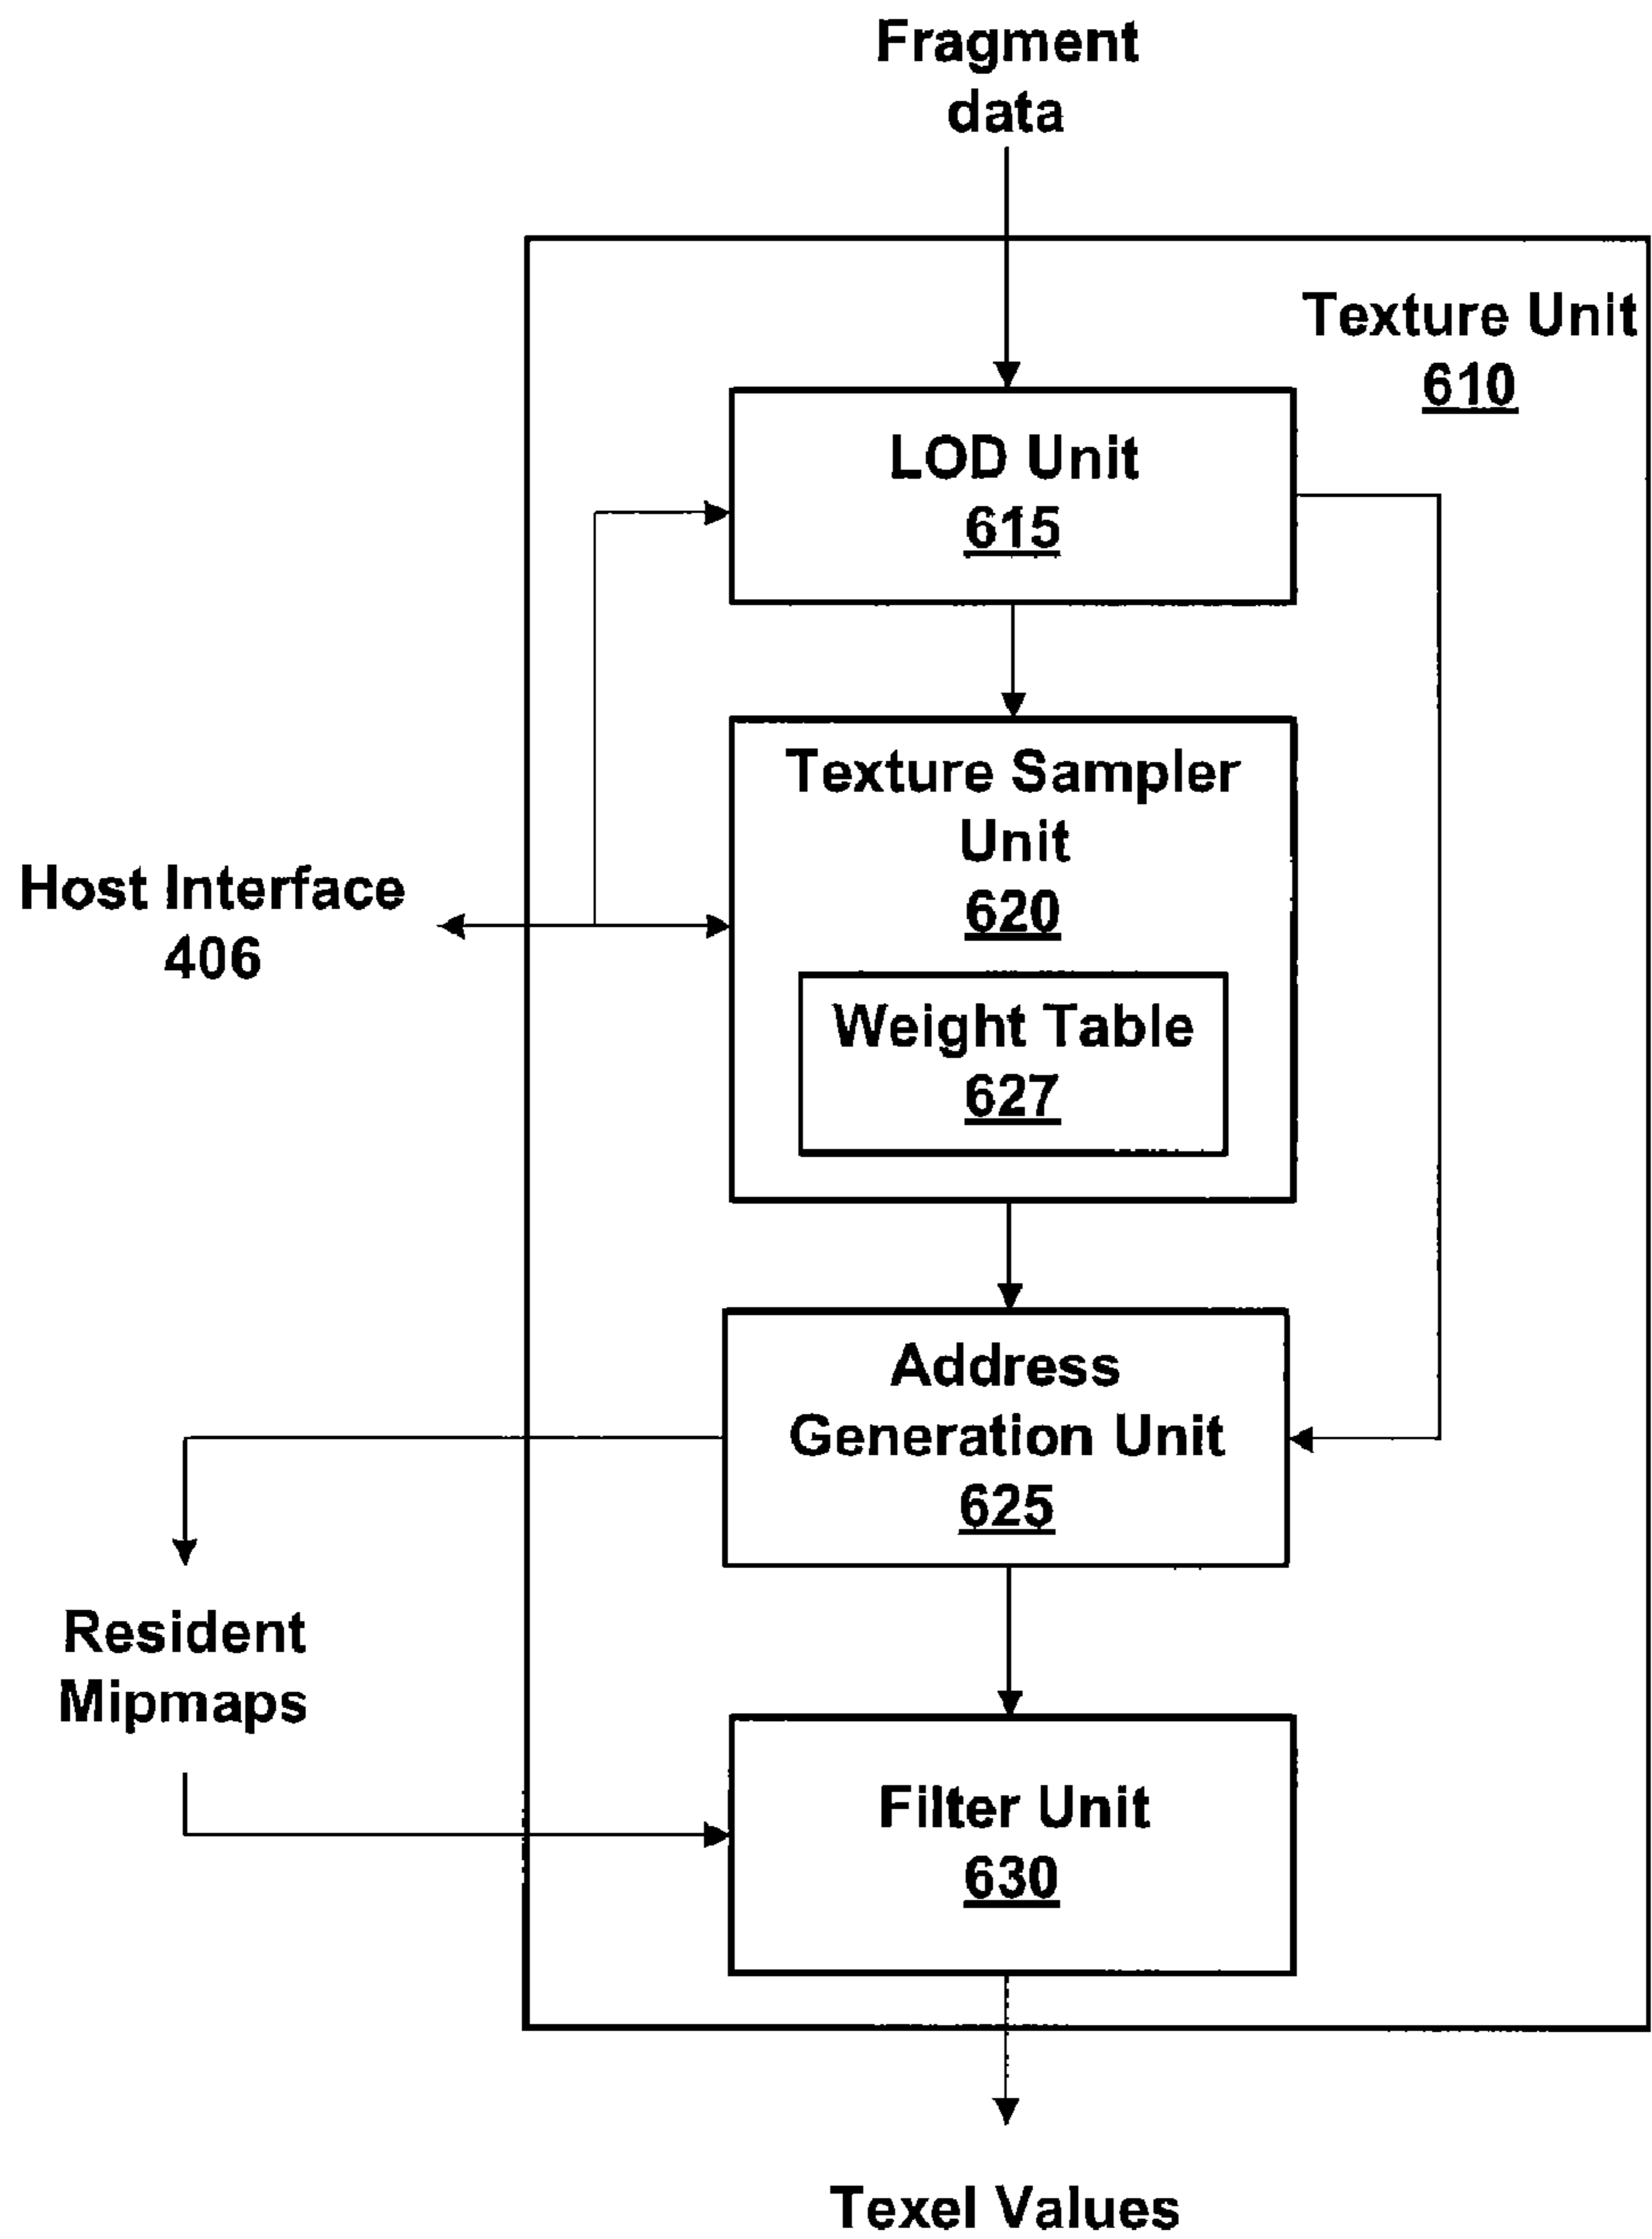 Fragment
data
Texture Unit
610
LOD Unit
615
Texture Sampler
Unit
620
Host Interface
406
Weight Table
627
Address
Generation Unit
625
Resident
Mipmaps
Filter Unit
630
Texel Values